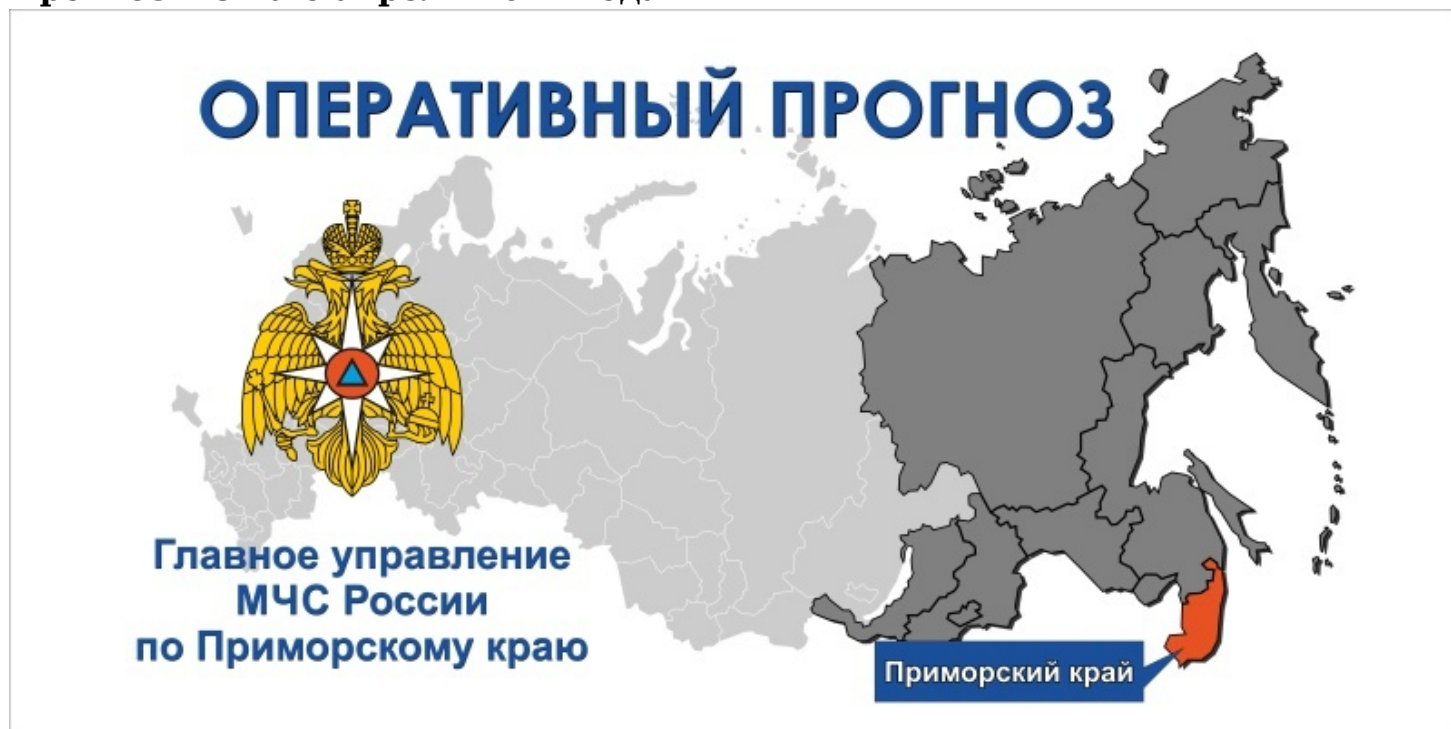 ОПЕРАТИВНЫЙ ПРОГНОЗ
Главное управление
МЧС России
по Приморскому краю
Приморский край